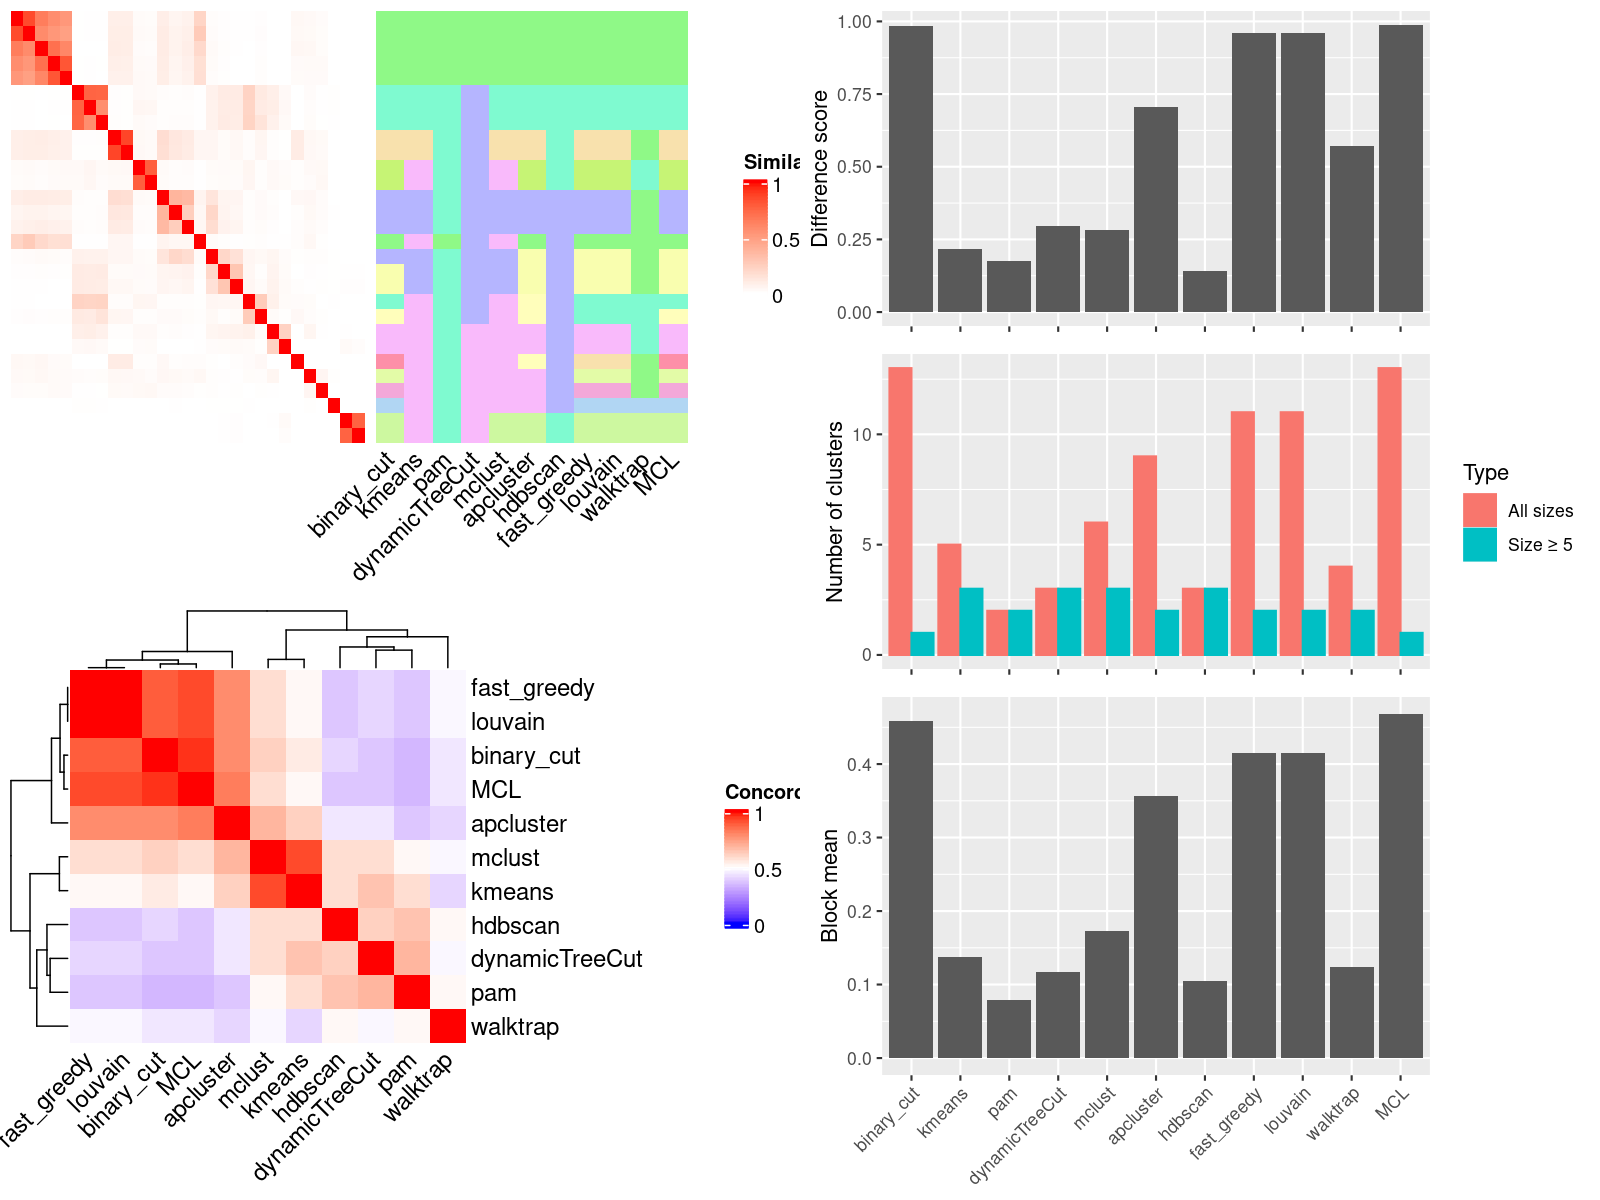 Simila
1
0.5
0
binary_cut
kmeans
pam
dynamicTreeCut
mclust
apcluster
hdbscan
fast_greedy
louvain
walktrap
MCL
Difference score
1.00
0.75
0.50
0.25
0.00
Number of clusters
10
5
0
Type
All sizes
Size ≥ 5
fast_greedy
louvain
binary_cut
MCL
apcluster
mclust
kmeans
hdbscan
dynamicTreeCut
pam
walktrap
fast_greedy
louvain
binary_cut
MCL
apcluster
mclust
kmeans
hdbscan
dynamicTreeCut
pam
walktrap
Concord
1
0.5
0
Block mean
0.4
0.3
0.2
0.1
0.0
binary_cut
kmeans
pam
dynamicTreeCut
mclust
apcluster
hdbscan
fast_greedy
louvain
walktrap
MCL